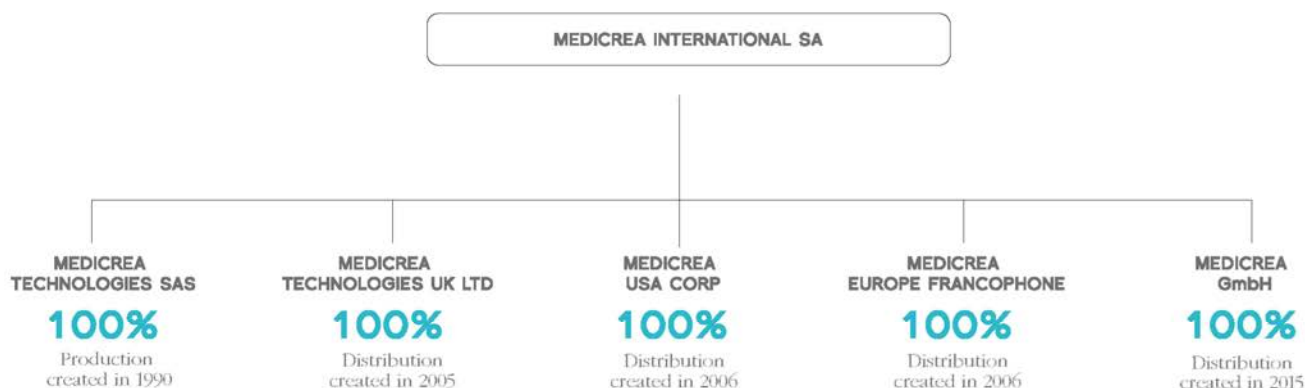 MEDICREA INTERNATIONAL SA
MEDICREA
TECHNOLOGIES SAS
100%
Production
created in 1990
MEDICREA
TECHNOLOGIES UK LTD
100%
Distribution
created in 2005
MEDICREA
USA CORP
100%
Distribution
created in 2006
MEDICREA
EUROPE FRANCOPHONE
100%
Distribution
created in 2006
MEDICREA
GmbH
100%
Distribution
created in 2015